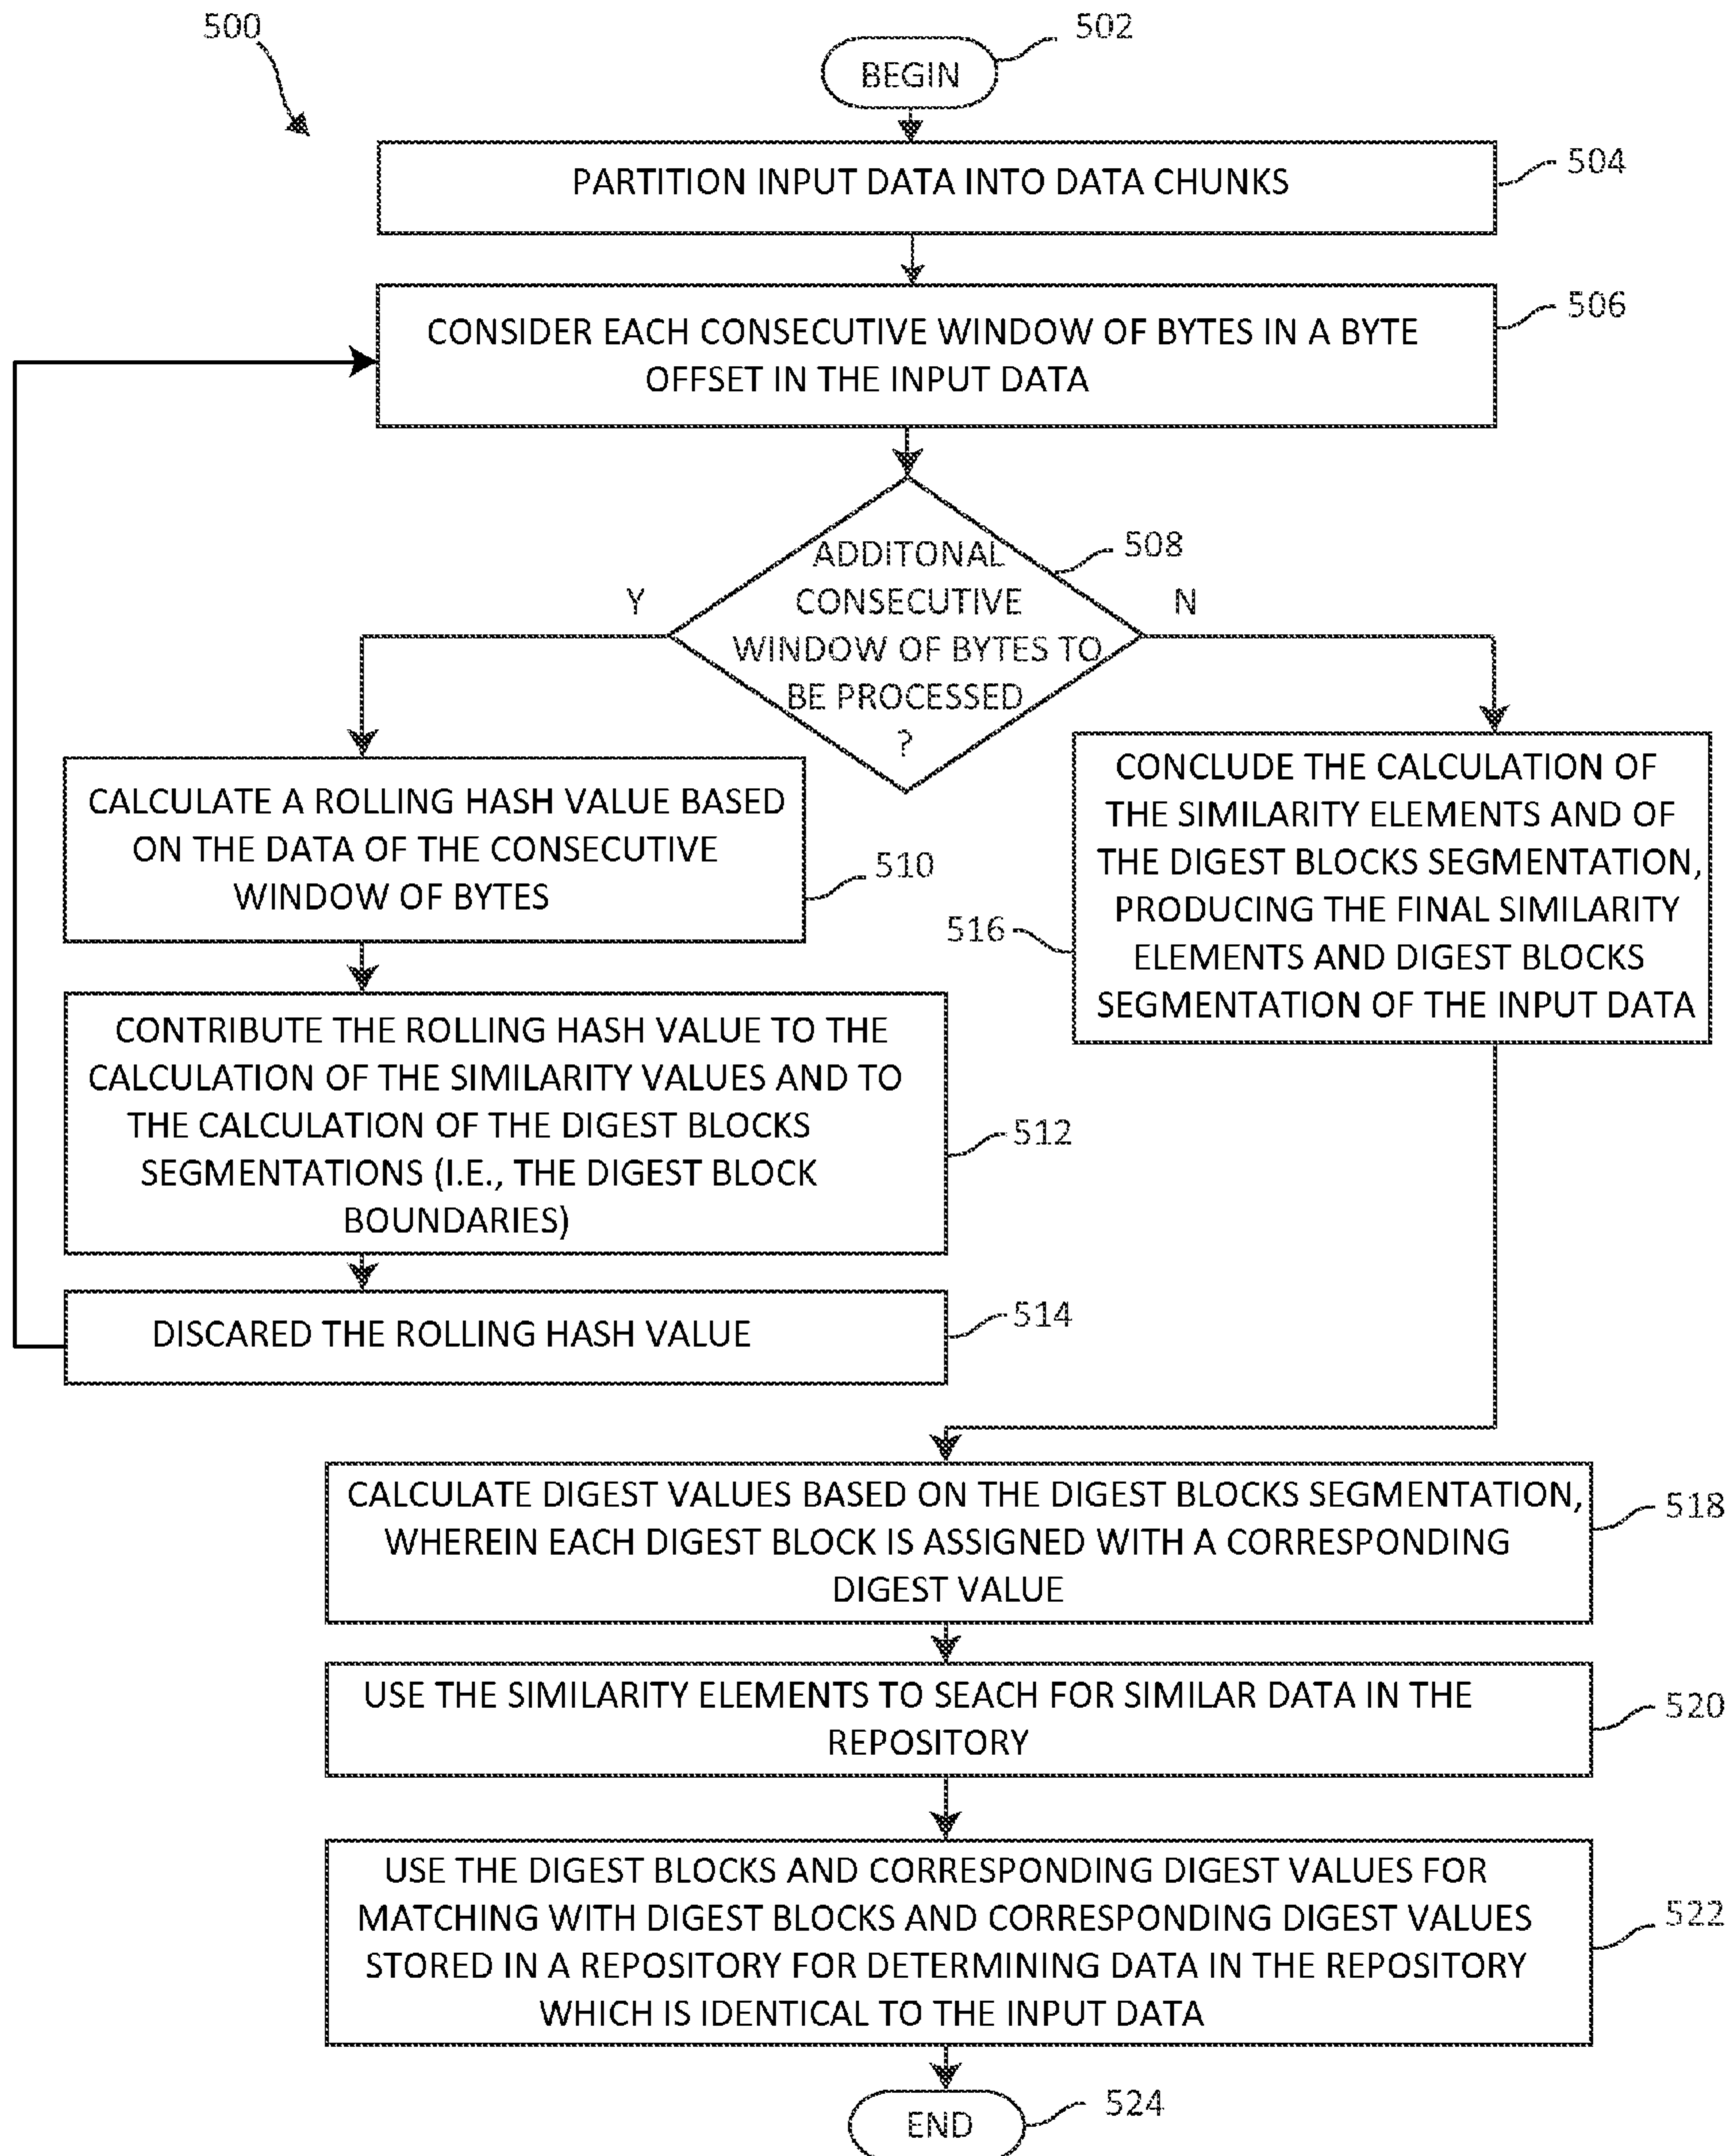 500
502
BEGIN
PARTITION INPUT DATA INTO DATA CHUNKS
504
CONSIDER EACH CONSECUTIVE WINDOW OF BYTES IN A BYTE
OFFSET IN THE INPUT DATA
506
ADDITONAL
CONSECUTIVE
WINDOW OF BYTES TO
BE PROCESSED
?
508
Y
N
CALCULATE A ROLLING HASH VALUE BASED
ON THE DATA OF THE CONSECUTIVE
WINDOW OF BYTES
510
CONTRIBUTE THE ROLLING HASH VALUE TO THE
CALCULATION OF THE SIMILARITY VALUES AND TO
THE CALCULATION OF THE DIGEST BLOCKS
SEGMENTATIONS (I.E., THE DIGEST BLOCK
BOUNDARIES)
512
DISCARED THE ROLLING HASH VALUE
514
CONCLUDE THE CALCULATION OF
THE SIMILARITY ELEMENTS AND OF
THE DIGEST BLOCKS SEGMENTATION,
PRODUCING THE FINAL SIMILARITY
ELEMENTS AND DIGEST BLOCKS
SEGMENTATION OF THE INPUT DATA
516
CALCULATE DIGEST VALUES BASED ON THE DIGEST BLOCKS SEGMENTATION,
WHEREIN EACH DIGEST BLOCK IS ASSIGNED WITH A CORRESPONDING
DIGEST VALUE
518
USE THE SIMILARITY ELEMENTS TO SEACH FOR SIMILAR DATA IN THE
REPOSITORY
520
USE THE DIGEST BLOCKS AND CORRESPONDING DIGEST VALUES FOR
MATCHING WITH DIGEST BLOCKS AND CORRESPONDING DIGEST VALUES
STORED IN A REPOSITORY FOR DETERMINING DATA IN THE REPOSITORY
WHICH IS IDENTICAL TO THE INPUT DATA
522
END
524